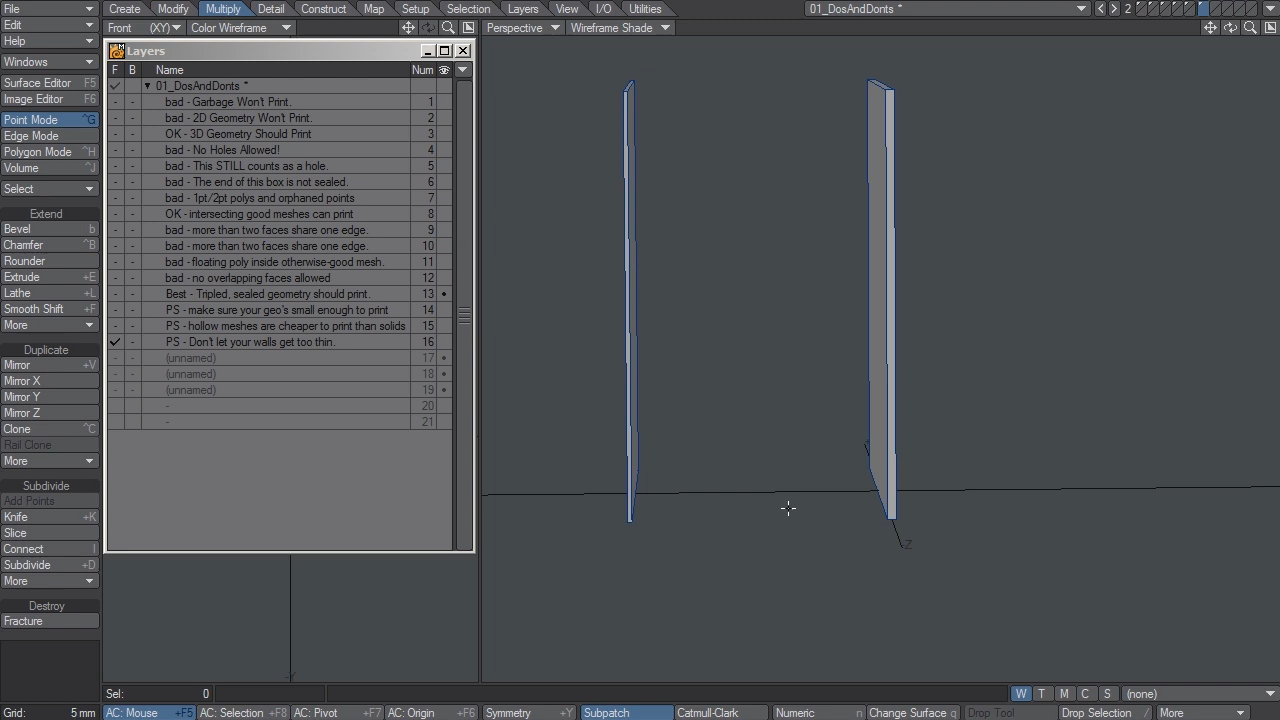 File Create Modify Multiply Detail Construct Map Setup Selection Layers View I/O Utilities 01_DosAndDonts * 2
Edit Front (XY) Color Wireframe Perspective Wireframe Shade
Help
Windows
Surface Editor F5
Image Editor F6
Point Mode ^G
Edge Mode
Polygon Mode ^H
Volume ^J
Select
Extend
Bevel b
Chamfer ^B
Rounder
Extrude +E
Lathe +L
Smooth Shift +F
More
Duplicate
Mirror +V
Mirror X
Mirror Y
Mirror Z
Clone ^C
Rail Clone
More
Subdivide
Add Points
Knife +K
Slice
Connect l
Subdivide +D
More
Destroy
Fracture
Layers
F B Name Num
01_DosAndDonts *
bad - Garbage Won't Print. 1
bad - 2D Geometry Won't Print. 2
OK - 3D Geometry Should Print 3
bad - No Holes Allowed! 4
bad - This STILL counts as a hole. 5
bad - The end of this box is not sealed. 6
bad - 1pt/2pt polys and orphaned points 7
OK - intersecting good meshes can print 8
bad - more than two faces share one edge. 9
bad - more than two faces share one edge. 10
bad - floating poly inside otherwise-good mesh. 11
bad - no overlapping faces allowed 12
Best - Tripled, sealed geometry should print. 13
PS - make sure your geo's small enough to print 14
PS - hollow meshes are cheaper to print than solids 15
PS - Don't let your walls get too thin. 16
(unnamed) 17
(unnamed) 18
(unnamed) 19
- 20
- 21
-Z
-Y
Sel: 0 W T M C S (none)
Grid: 5 mm AC: Mouse +F5 AC: Selection +F8 AC: Pivot +F7 AC: Origin +F6 Symmetry +Y Subpatch Catmull-Clark Numeric n Change Surface q Drop Tool Drop Selection / More